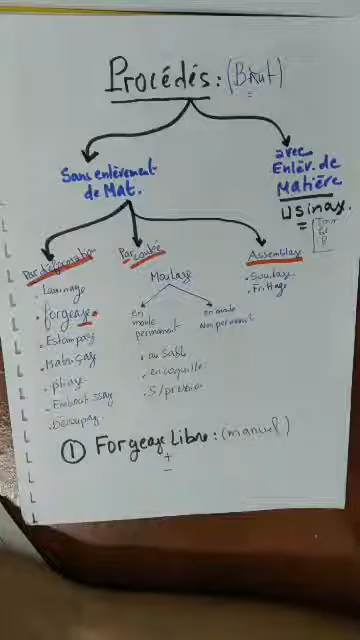 Procédés: (Brut)
Sans enlèvement
de Mat.
avec
Enlèv. de
Matière
usinage.
=
Tour
Par déformation
Par coulée
Assemblage
. Laminage
. forgeage.
. Estampage
. Matriçage
. pliage
. Emboutissage
. Découpage
Moulage
en
moule
permanent
en moule
Non permanent
. au sable
. en coquille
. S/pression
. Soudage
. Frittage
① Forgeage Libre: (manuel)
+
-